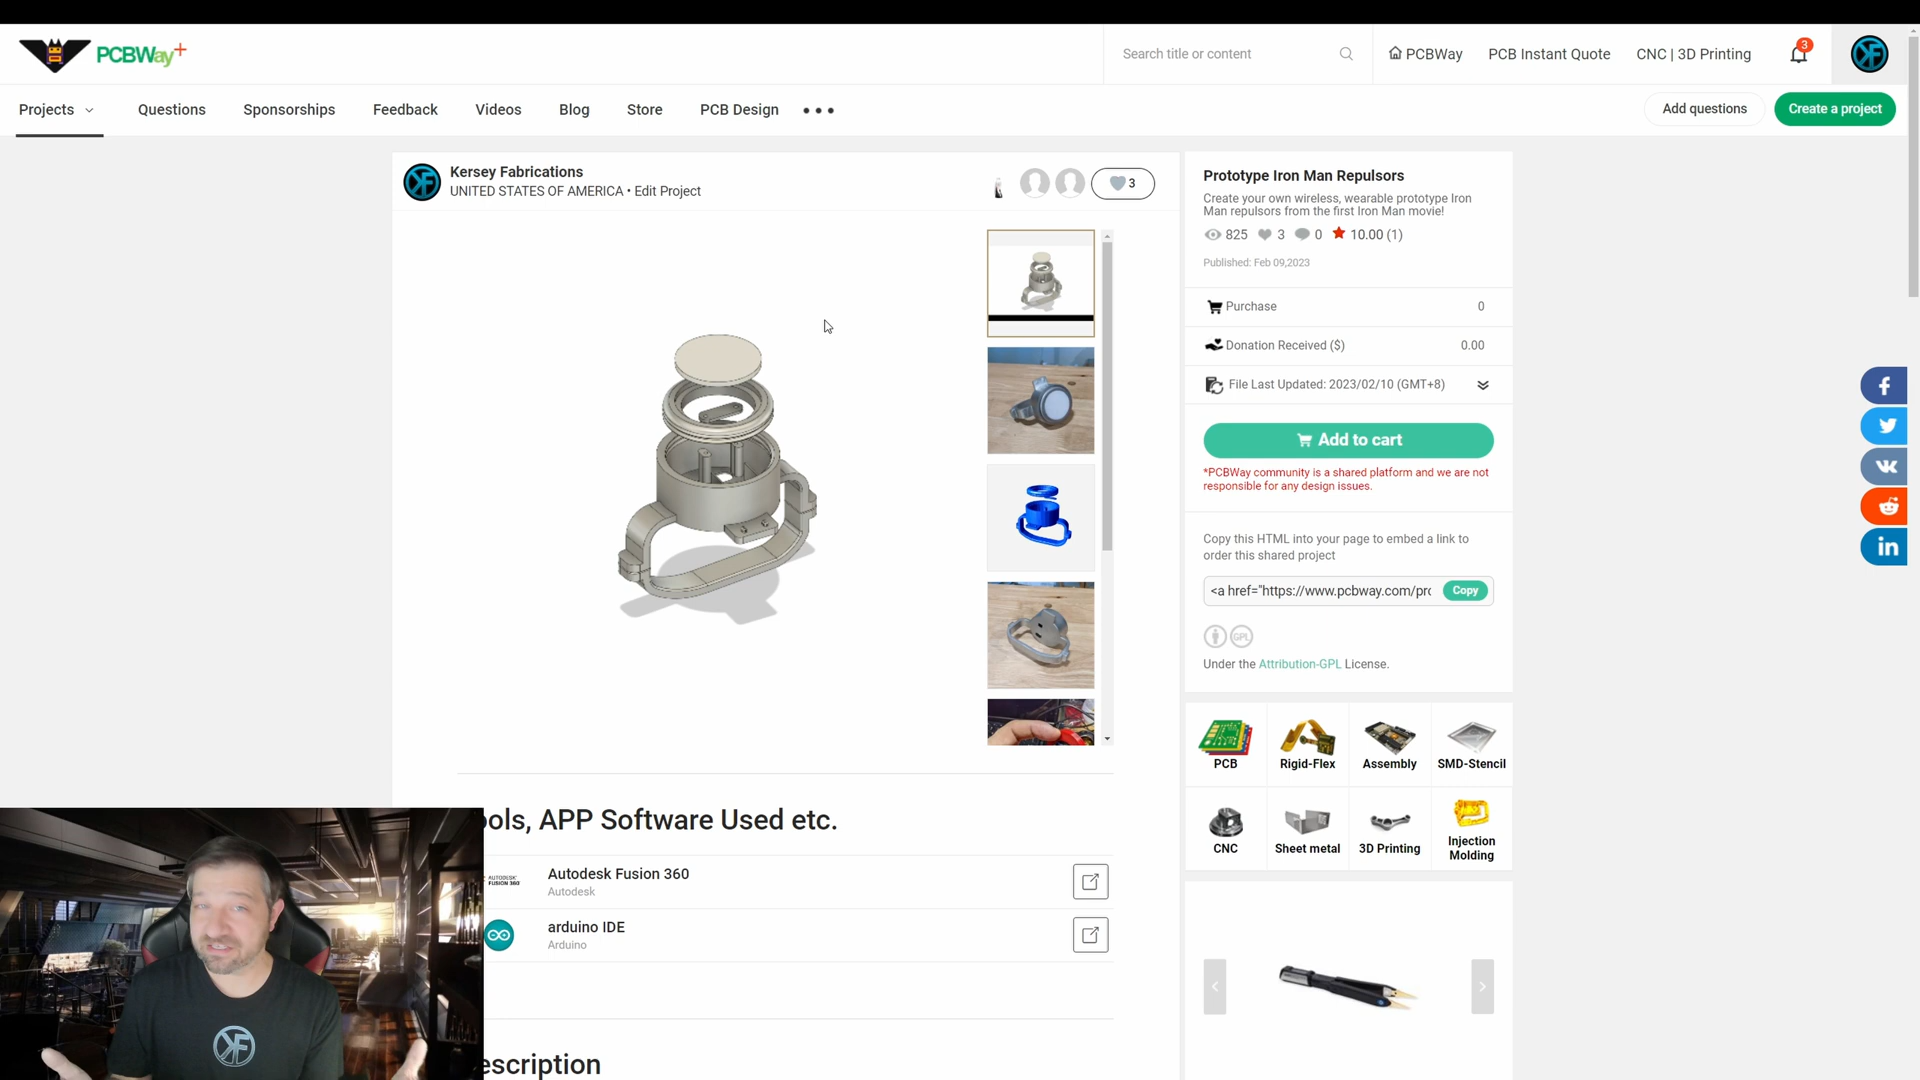 PCBWay+
Search title or content
PCBWay
PCB Instant Quote
CNC | 3D Printing
3
Projects
Questions
Sponsorships
Feedback
Videos
Blog
Store
PCB Design
Add questions
Create a project
Kersey Fabrications
UNITED STATES OF AMERICA • Edit Project
3
Prototype Iron Man Repulsors
Create your own wireless, wearable prototype Iron
Man repulsors from the first Iron Man movie!
825 3 0 10.00 (1)
Published: Feb 09,2023
Purchase 0
Donation Received ($) 0.00
File Last Updated: 2023/02/10 (GMT+8)
Add to cart
*PCBWay community is a shared platform and we are not
responsible for any design issues.
Copy this HTML into your page to embed a link to
order this shared project
<a href="https://www.pcbway.com/prc
Copy
GPL
Under the Attribution-GPL License.
PCB
Rigid-Flex
Assembly
SMD-Stencil
CNC
Sheet metal
3D Printing
Injection
Molding
ools, APP Software Used etc.
AUTODESK
FUSION 360
Autodesk Fusion 360
Autodesk
arduino IDE
Arduino
escription
KF